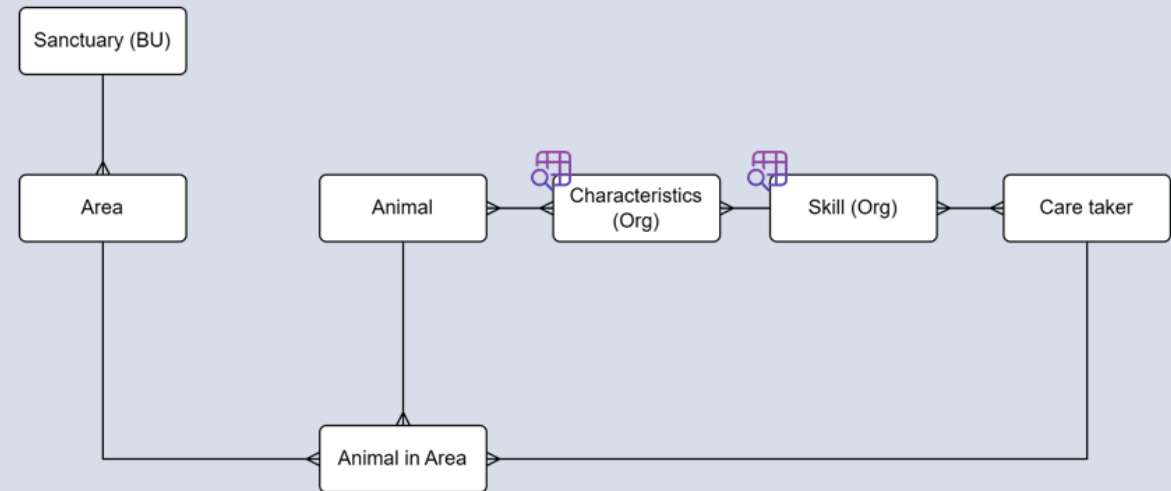 Sanctuary (BU)
Area
Animal
Characteristics
(Org)
Skill (Org)
Care taker
Animal in Area